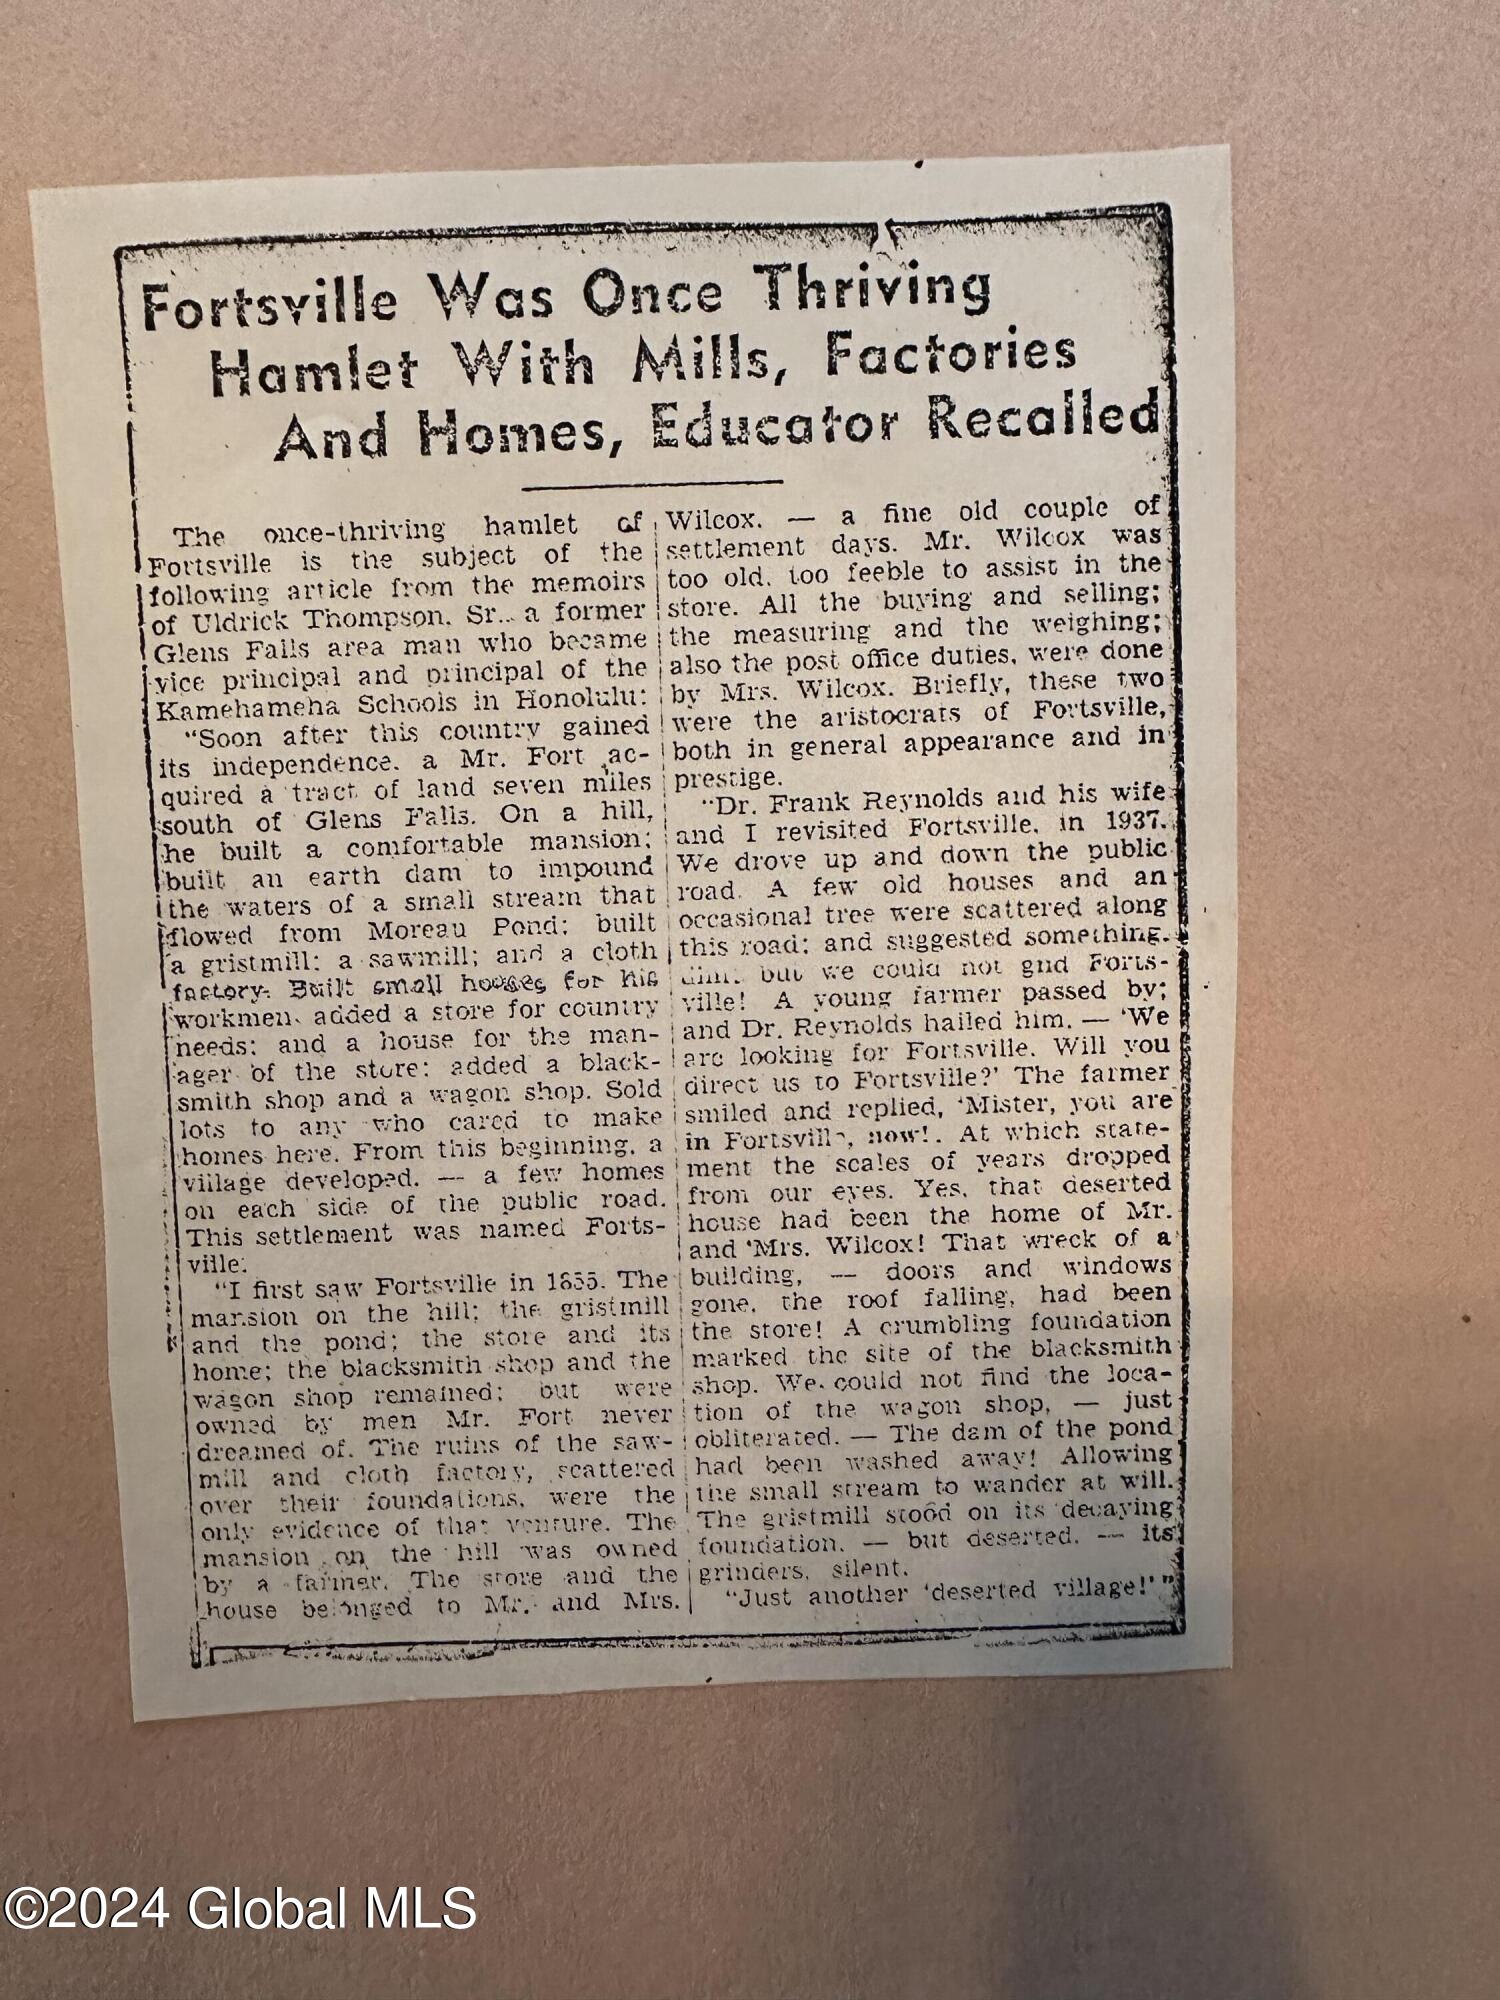 Fortsville Was Once Thriving
Hamlet With Mills, Factories
And Homes, Educator Recalled
The once-thriving hamlet of
Fortsville is the subject of the
following article from the memoirs
of Uldrick Thompson, Sr., a former
Glens Falls area man who became
vice principal and principal of the
Kamehameha Schools in Honolulu:
"Soon after this country gained
its independence, a Mr. Fort ac-
quired a tract of land seven miles
south of Glens Falls. On a hill,
he built a comfortable mansion;
built an earth dam to impound
the waters of a small stream that
flowed from Moreau Pond; built
a gristmill; a sawmill; and a cloth
factory. Built small houses for his
workmen, added a store for country
needs; and a house for the man-
ager of the store; added a black-
smith shop and a wagon shop. Sold
lots to any who cared to make
homes here. From this beginning, a
village developed. — a few homes
on each side of the public road.
This settlement was named Forts-
ville.
"I first saw Fortsville in 1855. The
mansion on the hill; the gristmill
and the pond; the store and its
home; the blacksmith shop and the
wagon shop remained; but were
owned by men Mr. Fort never
dreamed of. The ruins of the saw-
mill and cloth factory, scattered
over their foundations, were the
only evidence of that venture. The
mansion on the hill was owned
by a farmer. The store and the
house belonged to Mr. and Mrs.
Wilcox. — a fine old couple of
settlement days. Mr. Wilcox was
too old, too feeble to assist in the
store. All the buying and selling;
the measuring and the weighing;
also the post office duties, were done
by Mrs. Wilcox. Briefly, these two
were the aristocrats of Fortsville,
both in general appearance and in
prestige.
"Dr. Frank Reynolds and his wife
and I revisited Fortsville, in 1937.
We drove up and down the public
road. A few old houses and an
occasional tree were scattered along
this road; and suggested something.
but we could not find Forts-
ville! A young farmer passed by;
and Dr. Reynolds hailed him. — 'We
are looking for Fortsville. Will you
direct us to Fortsville?' The farmer
smiled and replied, 'Mister, you are
in Fortsville, now!. At which state-
ment the scales of years dropped
from our eyes. Yes, that deserted
house had been the home of Mr.
and 'Mrs. Wilcox! That wreck of a
building, — doors and windows
gone, the roof falling, had been
the store! A crumbling foundation
marked the site of the blacksmith
shop. We could not find the loca-
tion of the wagon shop, — just
obliterated. — The dam of the pond
had been washed away! Allowing
the small stream to wander at will.
The gristmill stood on its decaying
foundation, — but deserted, — its
grinders, silent.
"Just another 'deserted village!'"
©2024 Global MLS